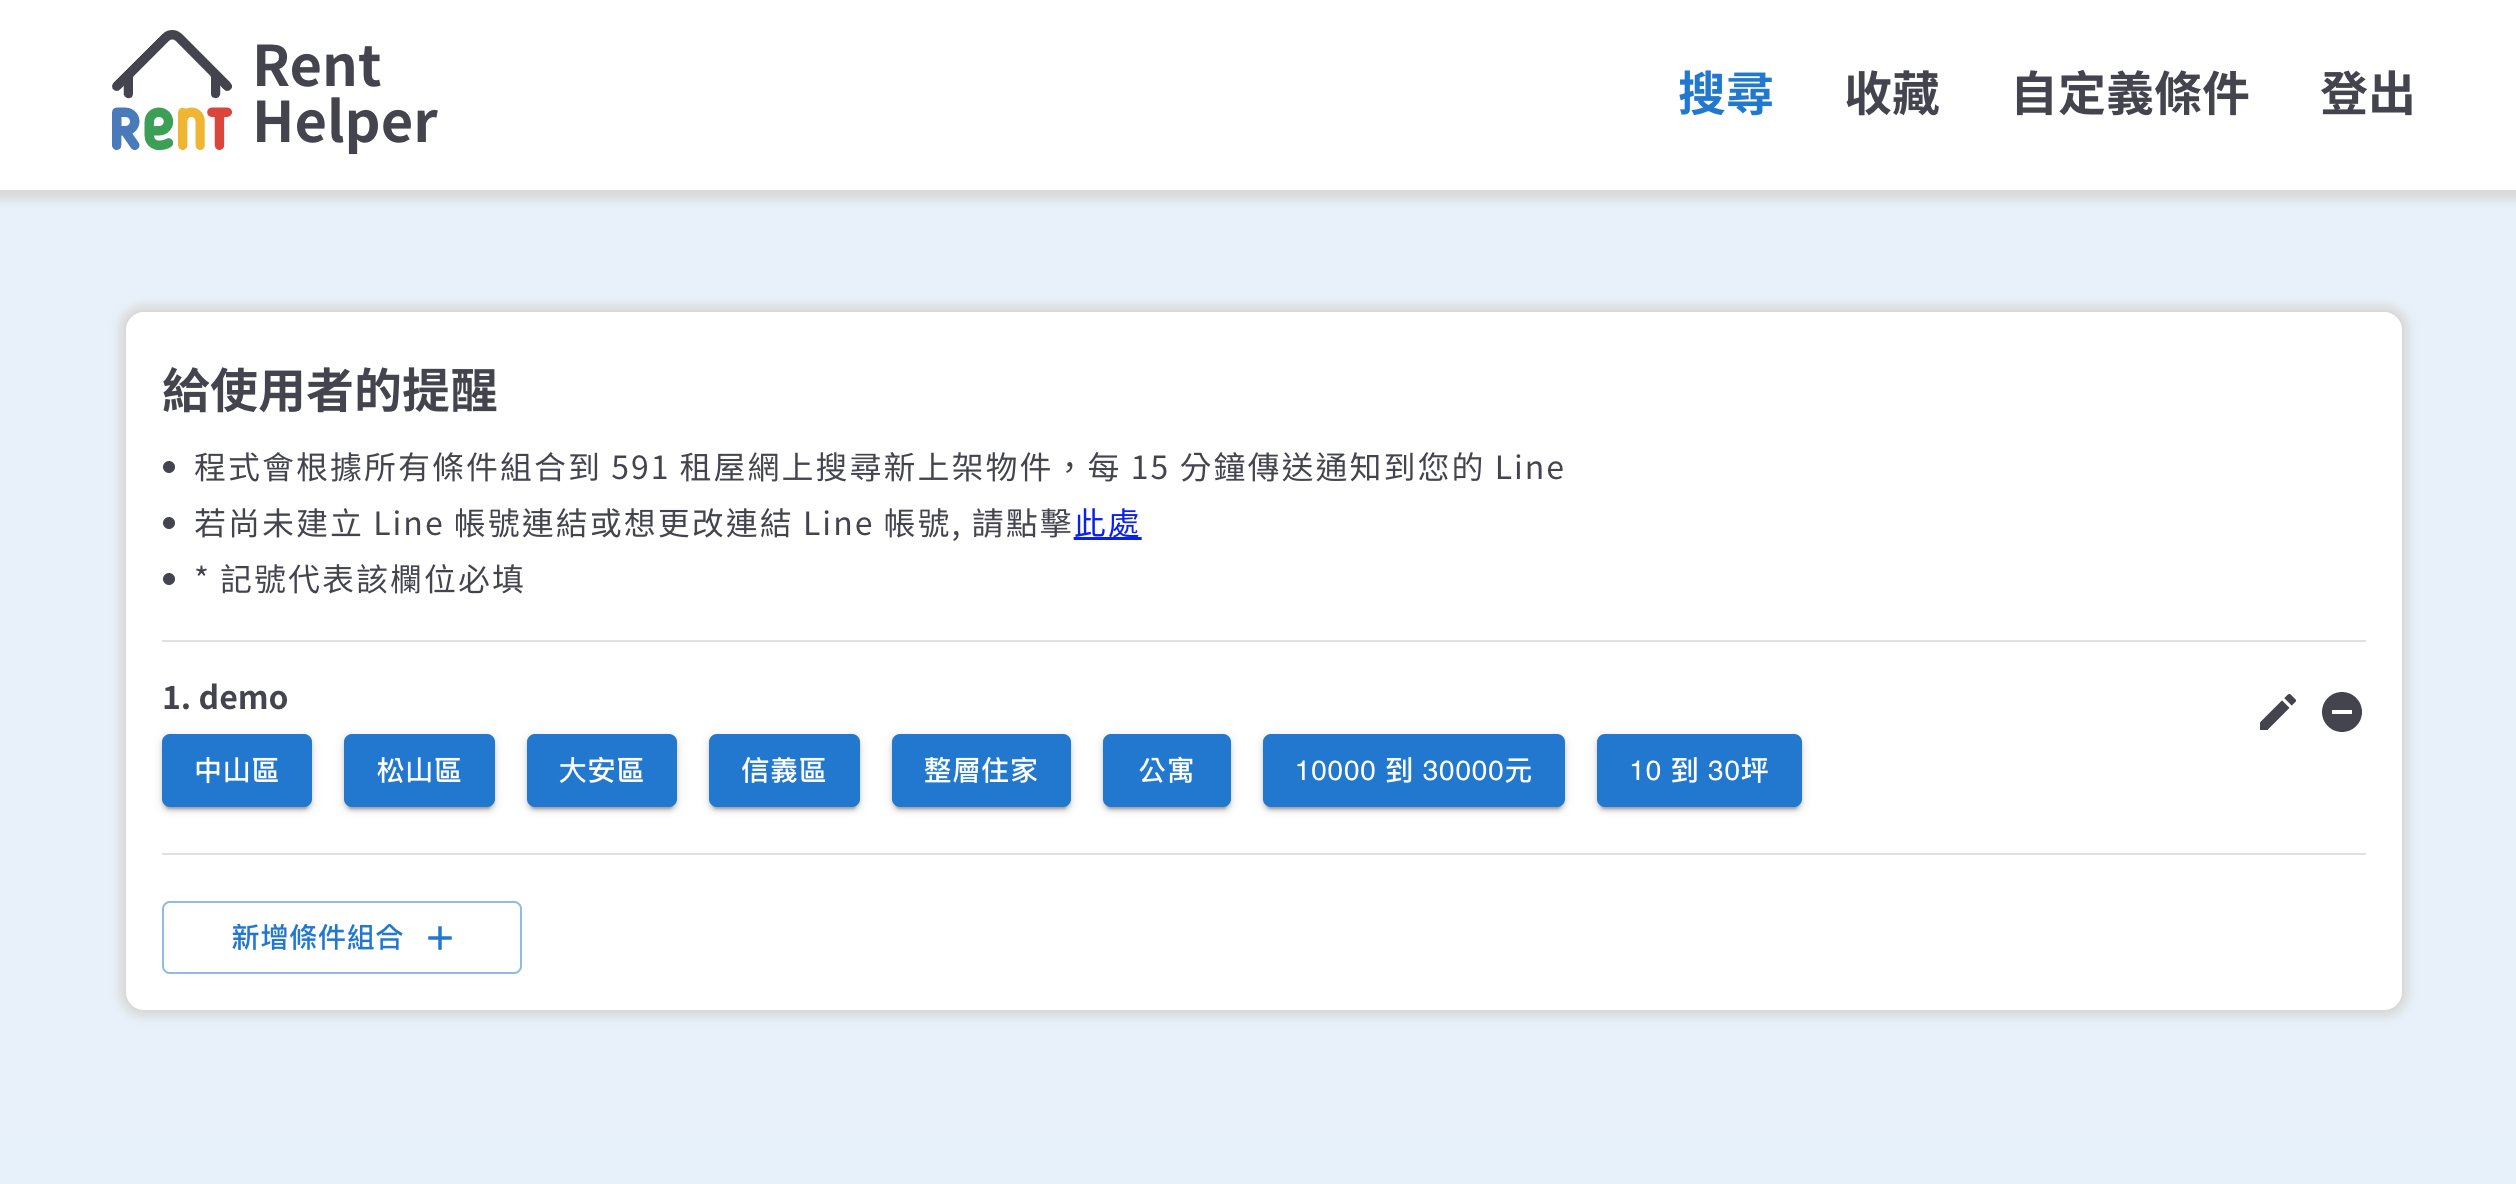 Rent
Helper
RENT
搜尋 收藏 自定義條件 登出
給使用者的提醒
程式會根據所有條件組合到 591 租屋網上搜尋新上架物件，每 15 分鐘傳送通知到您的 Line
若尚未建立 Line 帳號連結或想更改連結 Line 帳號, 請點擊此處
* 記號代表該欄位必填
1. demo
中山區 松山區 大安區 信義區 整層住家 公寓 10000 到 30000元 10 到 30坪
新增條件組合 +